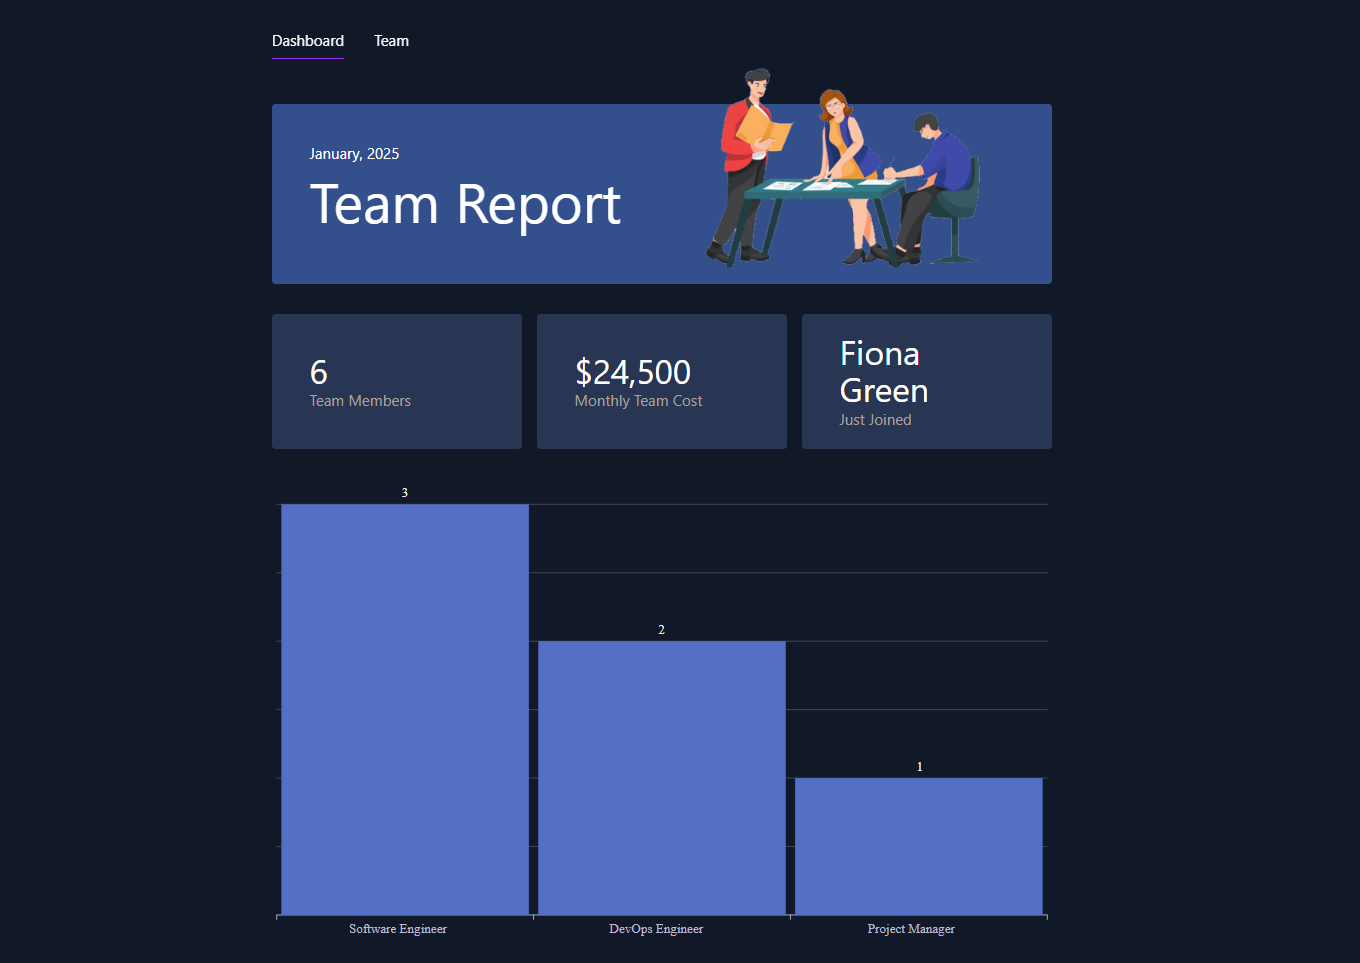 Dashboard Team
January, 2025
Team Report
6
Team Members
$24,500
Monthly Team Cost
Fiona
Green
Just Joined
3
2
1
Software Engineer DevOps Engineer Project Manager